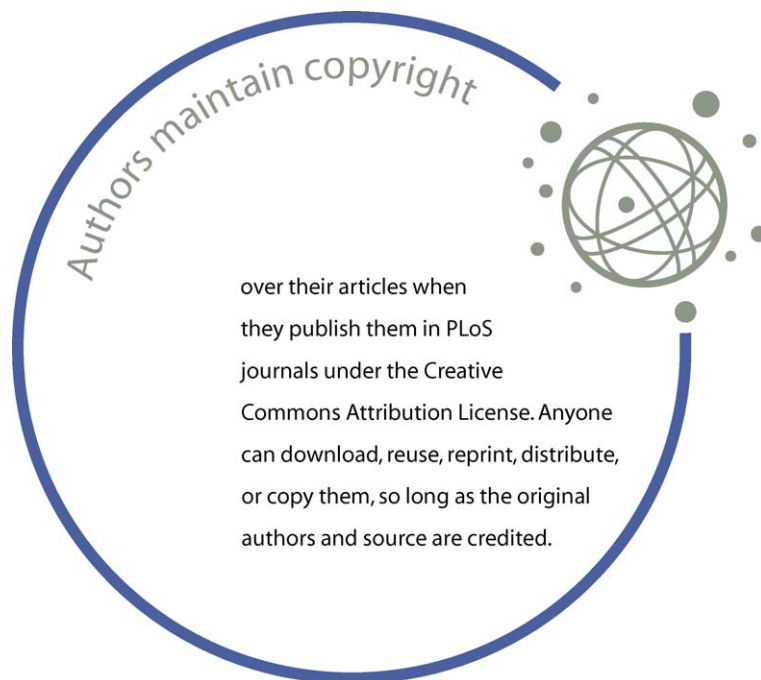 Authors maintain copyright
over their articles when
they publish them in PLoS
journals under the Creative
Commons Attribution License. Anyone
can download, reuse, reprint, distribute,
or copy them, so long as the original
authors and source are credited.